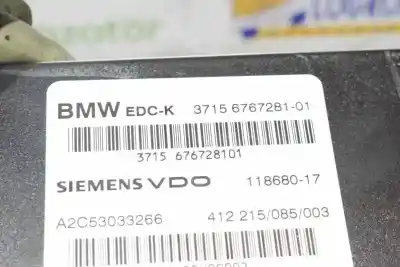 BMW EDC-K 3715 6767281-01
3715 676728101
SIEMENS VDO 118680-17
A2C53033266 412 215/085/003